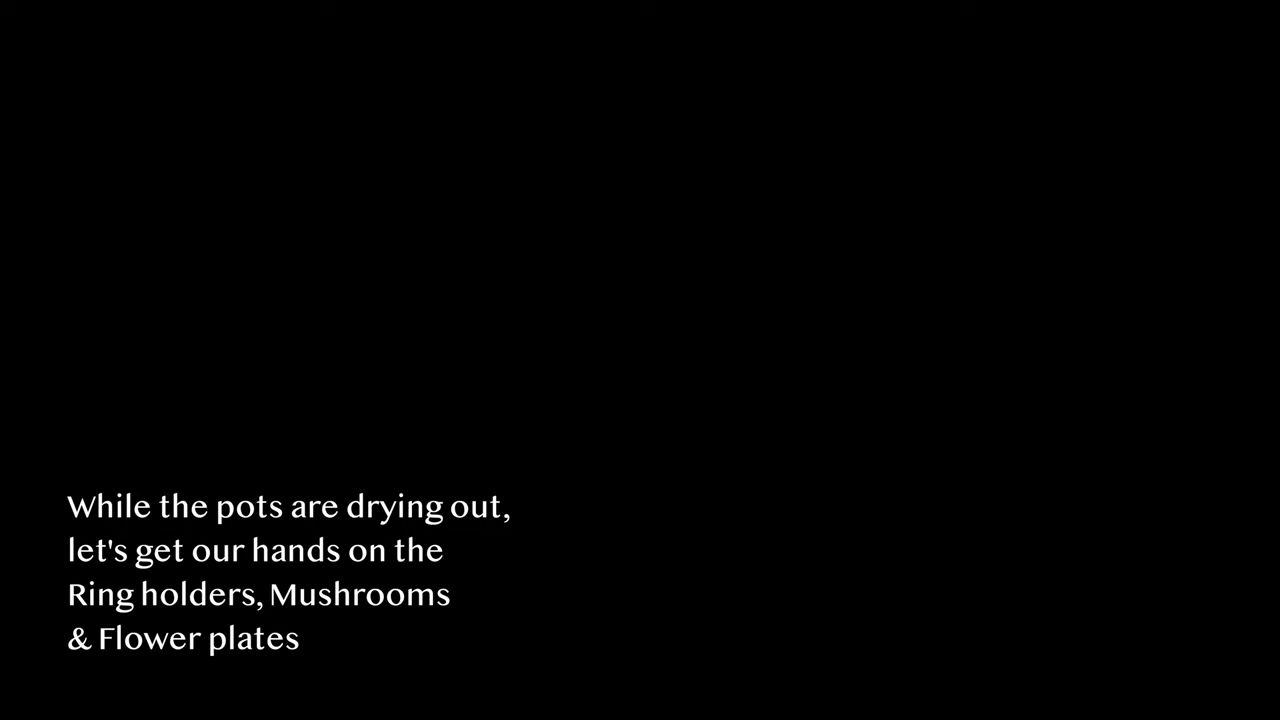 While the pots are drying out,
let's get our hands on the
Ring holders, Mushrooms
& Flower plates